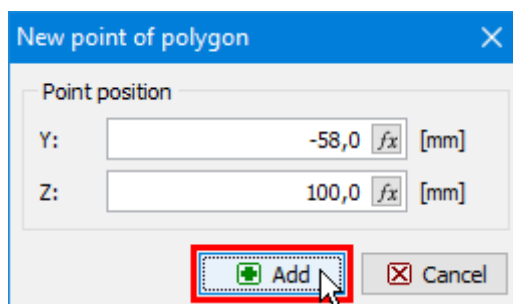 New point of polygon
Point position
Y: -58,0 fx [mm]
Z: 100,0 fx [mm]
Add Cancel